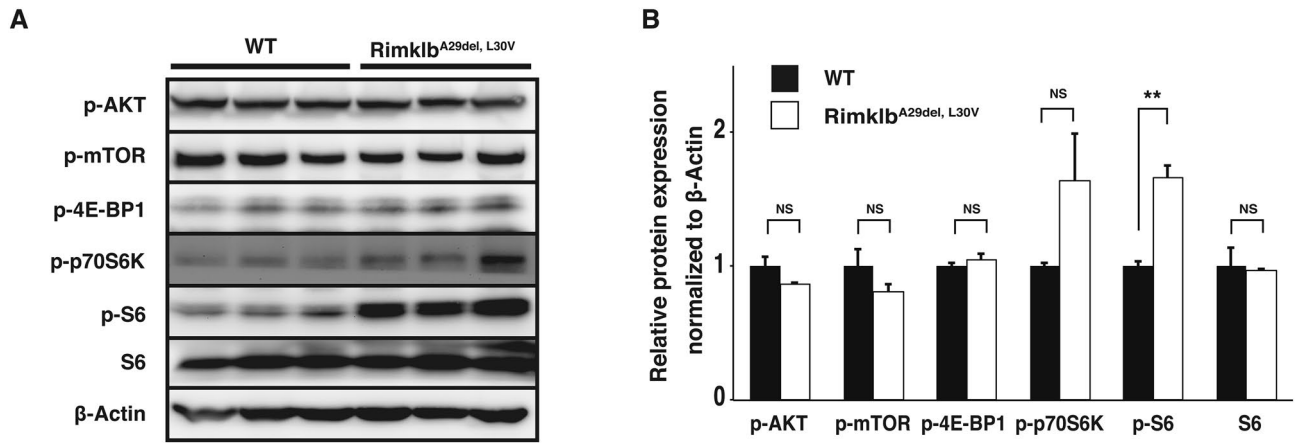 A
WT
Rimklb^A29del, L30V
p-AKT
p-mTOR
p-4E-BP1
p-p70S6K
p-S6
S6
β-Actin
B
WT
Rimklb^A29del, L30V
Relative protein expression
normalized to β-Actin
2
1
0
NS
NS
NS
NS
**
NS
p-AKT
p-mTOR
p-4E-BP1
p-p70S6K
p-S6
S6